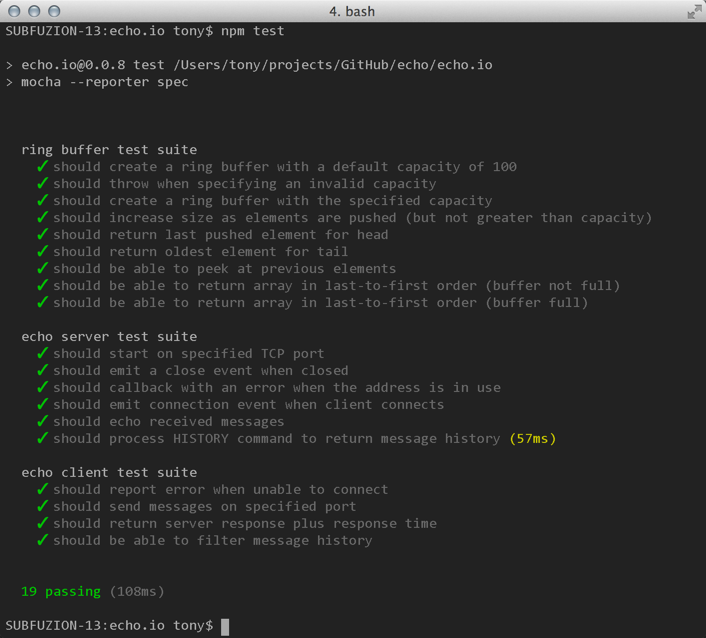 4. bash
SUBFUZION-13:echo.io tony$ npm test
> echo.io@0.0.8 test /Users/tony/projects/GitHub/echo/echo.io
> mocha --reporter spec
ring buffer test suite
✓ should create a ring buffer with a default capacity of 100
✓ should throw when specifying an invalid capacity
✓ should create a ring buffer with the specified capacity
✓ should increase size as elements are pushed (but not greater than capacity)
✓ should return last pushed element for head
✓ should return oldest element for tail
✓ should be able to peek at previous elements
✓ should be able to return array in last-to-first order (buffer not full)
✓ should be able to return array in last-to-first order (buffer full)
echo server test suite
✓ should start on specified TCP port
✓ should emit a close event when closed
✓ should callback with an error when the address is in use
✓ should emit connection event when client connects
✓ should echo received messages
✓ should process HISTORY command to return message history (57ms)
echo client test suite
✓ should report error when unable to connect
✓ should send messages on specified port
✓ should return server response plus response time
✓ should be able to filter message history
19 passing (108ms)
SUBFUZION-13:echo.io tony$